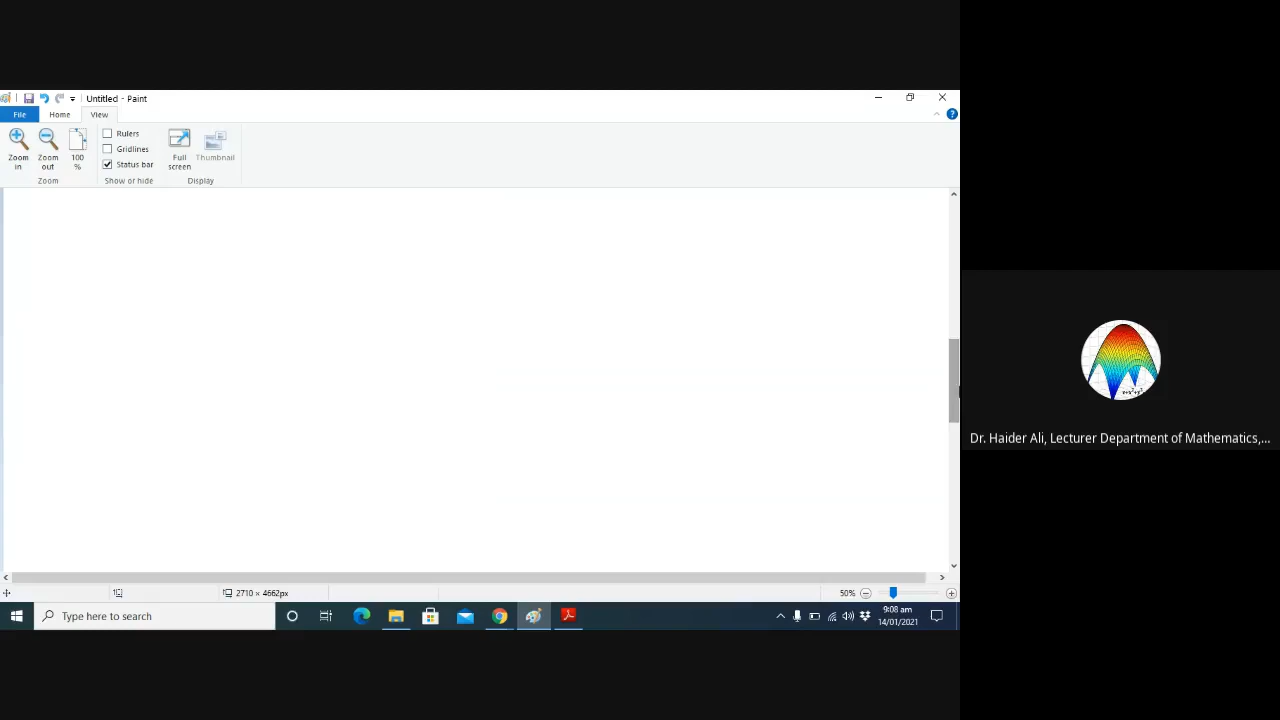 Untitled - Paint
File Home View
Zoom in
Zoom out
100 %
Rulers
Gridlines
Status bar
Full screen
Thumbnail
Zoom
Show or hide
Display
2710 × 4662px
50%
Type here to search
9:08 am
14/01/2021
Dr. Haider Ali, Lecturer Department of Mathematics,...